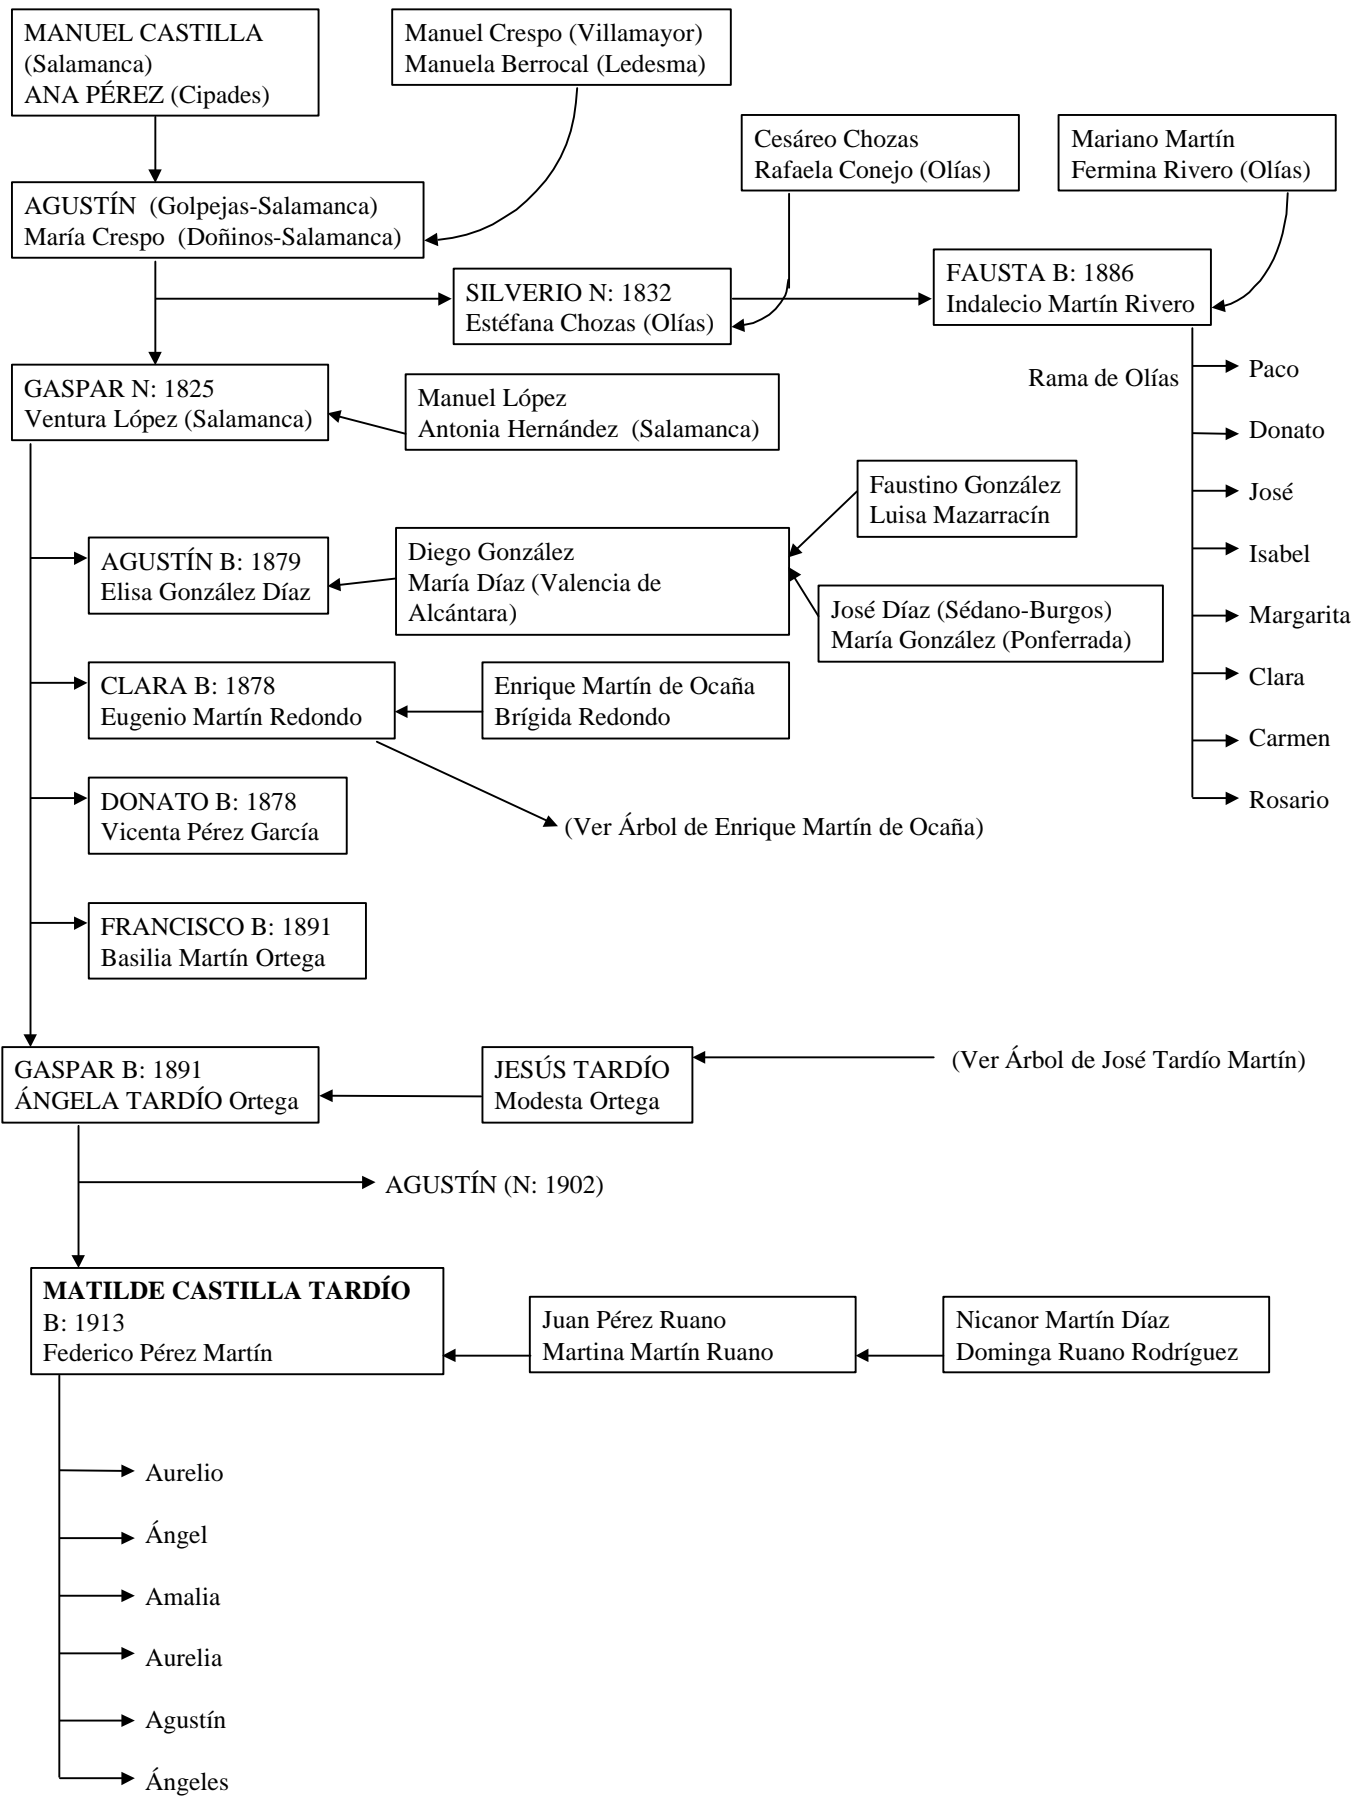 MANUEL CASTILLA
(Salamanca)
ANA PÉREZ (Cipades)
Manuel Crespo (Villamayor)
Manuela Berrocal (Ledesma)
Cesáreo Chozas
Rafaela Conejo (Olías)
Mariano Martín
Fermina Rivero (Olías)
AGUSTÍN  (Golpejas-Salamanca)
María Crespo  (Doñinos-Salamanca)
SILVERIO N: 1832
Estéfana Chozas (Olías)
FAUSTA B: 1886
Indalecio Martín Rivero
GASPAR N: 1825
Ventura López (Salamanca)
Manuel López
Antonia Hernández  (Salamanca)
Rama de Olías
Paco
Donato
José
Isabel
Margarita
Clara
Carmen
Rosario
Faustino González
Luisa Mazarracín
AGUSTÍN B: 1879
Elisa González Díaz
Diego González
María Díaz (Valencia de
Alcántara)
José Díaz (Sédano-Burgos)
María González (Ponferrada)
CLARA B: 1878
Eugenio Martín Redondo
Enrique Martín de Ocaña
Brígida Redondo
DONATO B: 1878
Vicenta Pérez García
(Ver Árbol de Enrique Martín de Ocaña)
FRANCISCO B: 1891
Basilia Martín Ortega
GASPAR B: 1891
ÁNGELA TARDÍO Ortega
JESÚS TARDÍO
Modesta Ortega
(Ver Árbol de José Tardío Martín)
AGUSTÍN (N: 1902)
MATILDE CASTILLA TARDÍO
B: 1913
Federico Pérez Martín
Juan Pérez Ruano
Martina Martín Ruano
Nicanor Martín Díaz
Dominga Ruano Rodríguez
Aurelio
Ángel
Amalia
Aurelia
Agustín
Ángeles